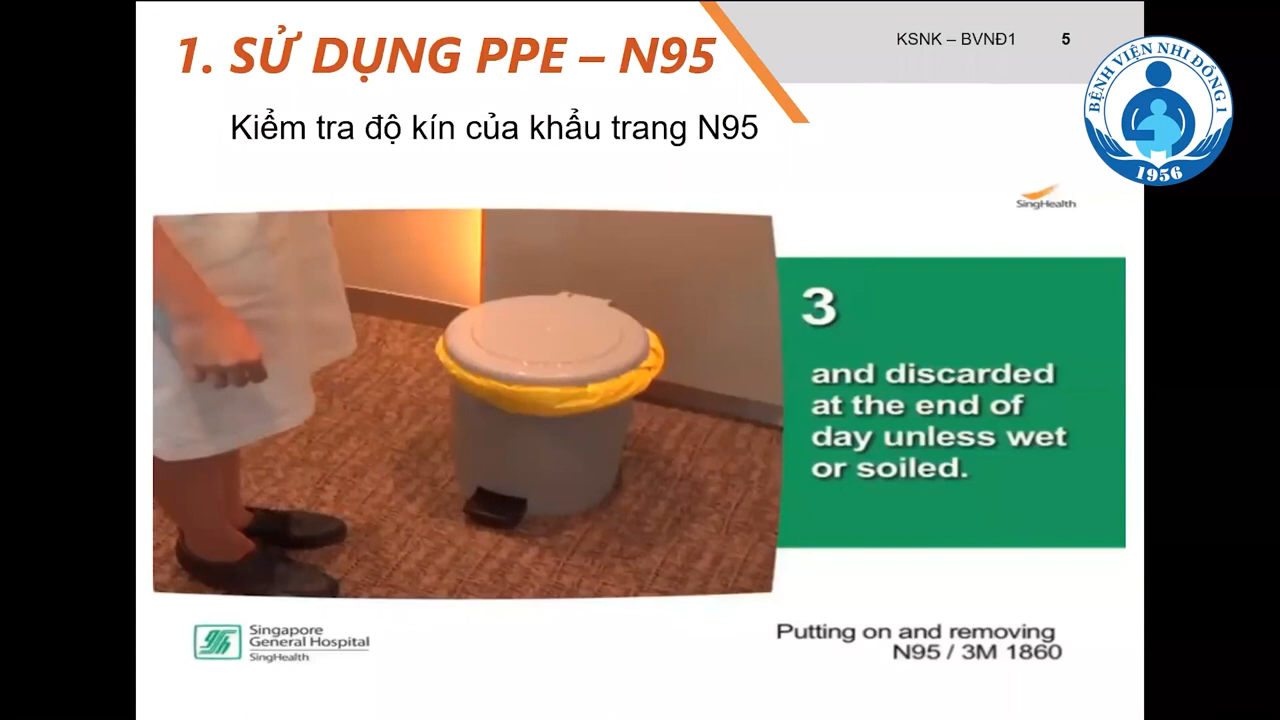 1. SỬ DỤNG PPE – N95
KSNK – BVNĐ1
5
BỆNH VIỆN NHI ĐỒNG 1
1956
Kiểm tra độ kín của khẩu trang N95
SingHealth
3
and discarded
at the end of
day unless wet
or soiled.
Singapore
General Hospital
SingHealth
Putting on and removing
N95 / 3M 1860